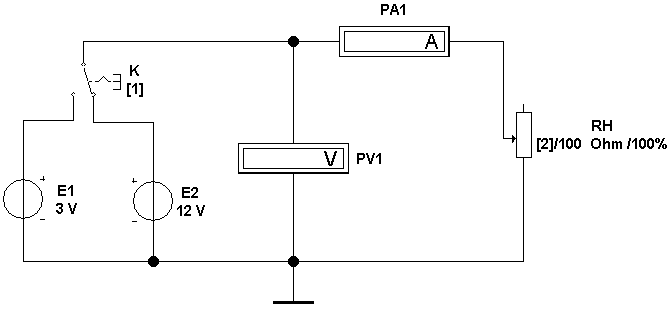 PA1
A
K
[1]
RH
[2]/100 Ohm /100%
V
PV1
E1
3 V
E2
12 V